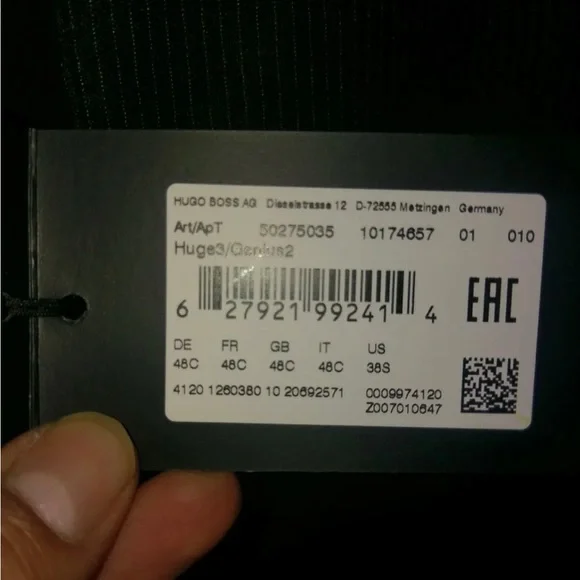 HUGO BOSS AG Dieselstrasse 12 D-72555 Metzingen Germany
Art/ApT 50275035 10174657 01 010
Huge3/Genius2
6 27921 99241 4
EAC
DE FR GB IT US
48C 48C 48C 48C 38S
4120 1260380 10 20692571 0009974120
Z007010647